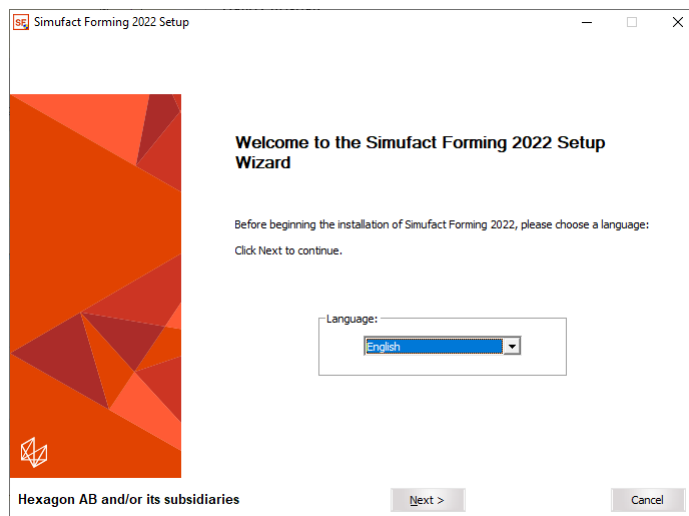 Simufact Forming 2022 Setup
Welcome to the Simufact Forming 2022 Setup
Wizard
Before beginning the installation of Simufact Forming 2022, please choose a language:
Click Next to continue.
Language:
English
Hexagon AB and/or its subsidiaries
Next >
Cancel